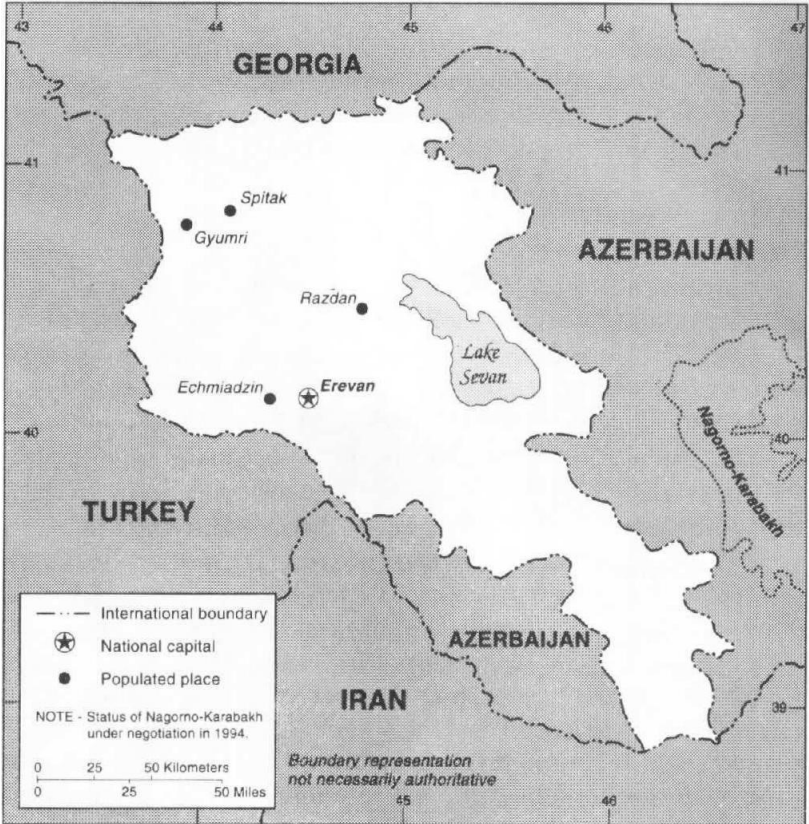 43 44 45 46 47
GEORGIA
41 41
Spitak
Gyumri
AZERBAIJAN
Razdan
Lake
Sevan
Echmiadzin Erevan
40 40
Nagorno-Karabakh
TURKEY
International boundary
National capital
Populated place
NOTE - Status of Nagorno-Karabakh
under negotiation in 1994.
0 25 50 Kilometers
0 25 50 Miles
AZERBAIJAN
IRAN
39
Boundary representation
not necessarily authoritative
45 46